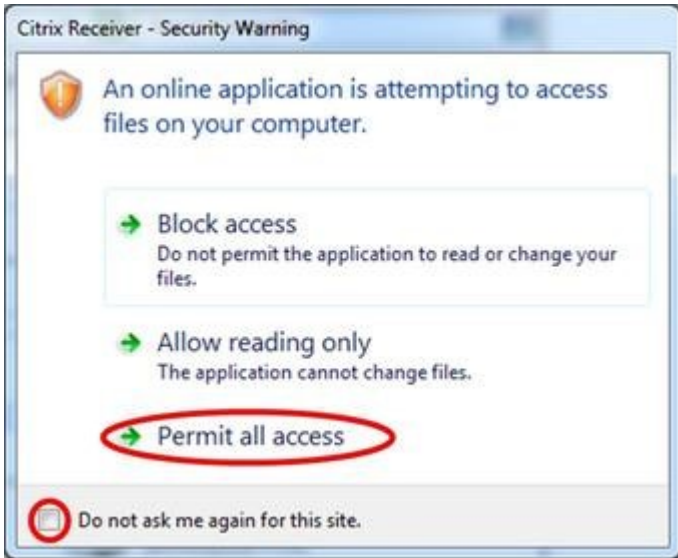 Citrix Receiver - Security Warning
An online application is attempting to access
files on your computer.
Block access
Do not permit the application to read or change your
files.
Allow reading only
The application cannot change files.
Permit all access
Do not ask me again for this site.